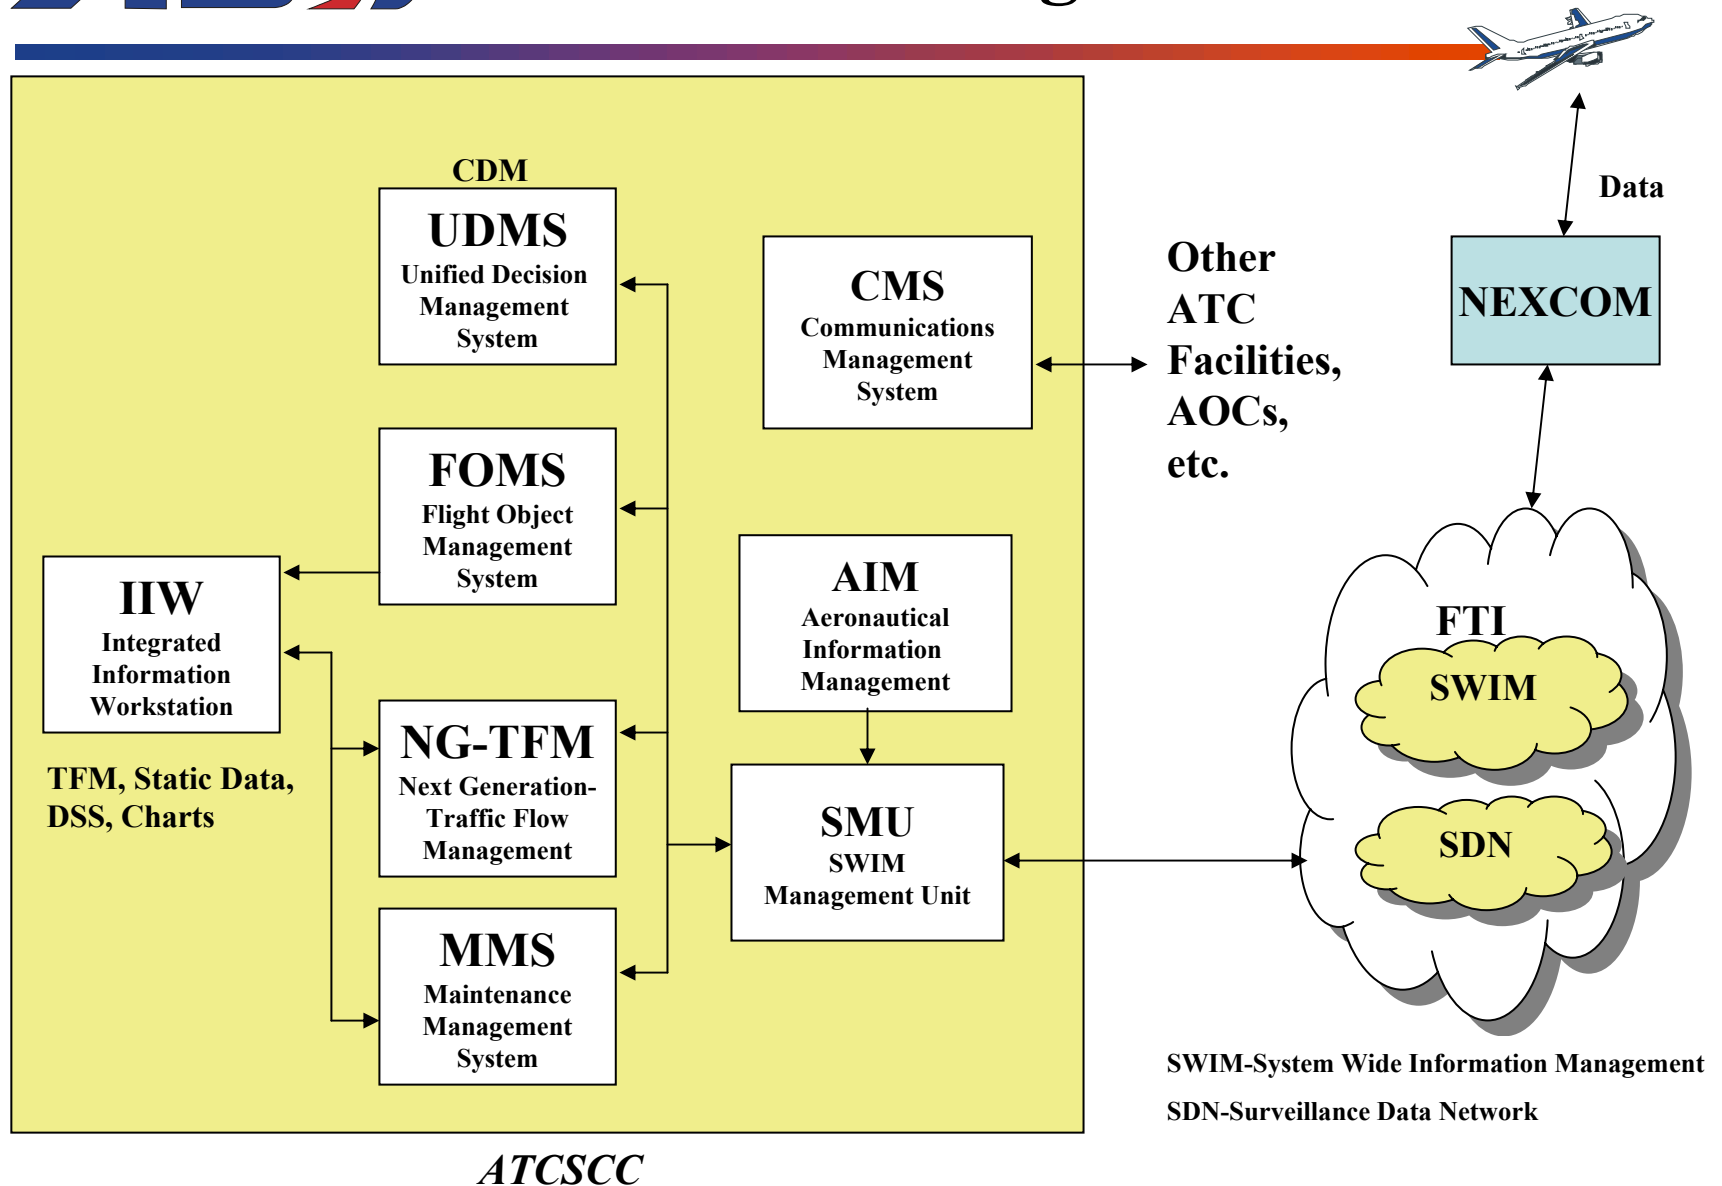 CDM
UDMS
Unified Decision
Management
System
CMS
Communications
Management
System
Other
ATC
Facilities,
AOCs,
etc.
Data
NEXCOM
FOMS
Flight Object
Management
System
IIW
Integrated
Information
Workstation
TFM, Static Data,
DSS, Charts
AIM
Aeronautical
Information
Management
NG-TFM
Next Generation-
Traffic Flow
Management
SMU
SWIM
Management Unit
MMS
Maintenance
Management
System
FTI
SWIM
SDN
SWIM-System Wide Information Management
SDN-Surveillance Data Network
ATCSCC